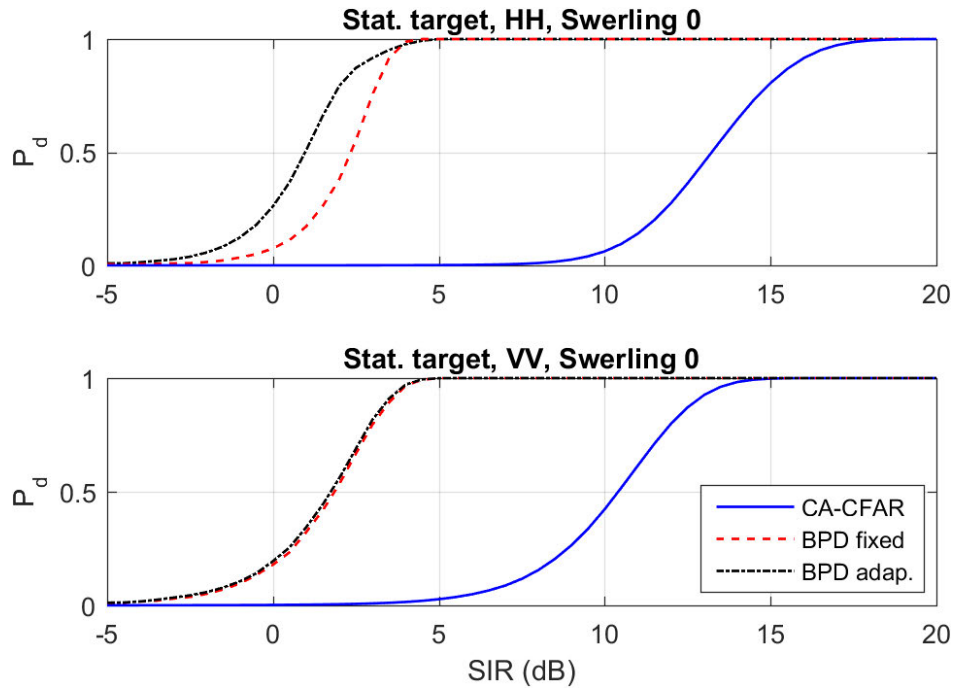 Stat. target, HH, Swerling 0
1
0.5
0
P_d
-5 0 5 10 15 20
Stat. target, VV, Swerling 0
1
0.5
0
P_d
-5 0 5 10 15 20
SIR (dB)
CA-CFAR
BPD fixed
BPD adap.